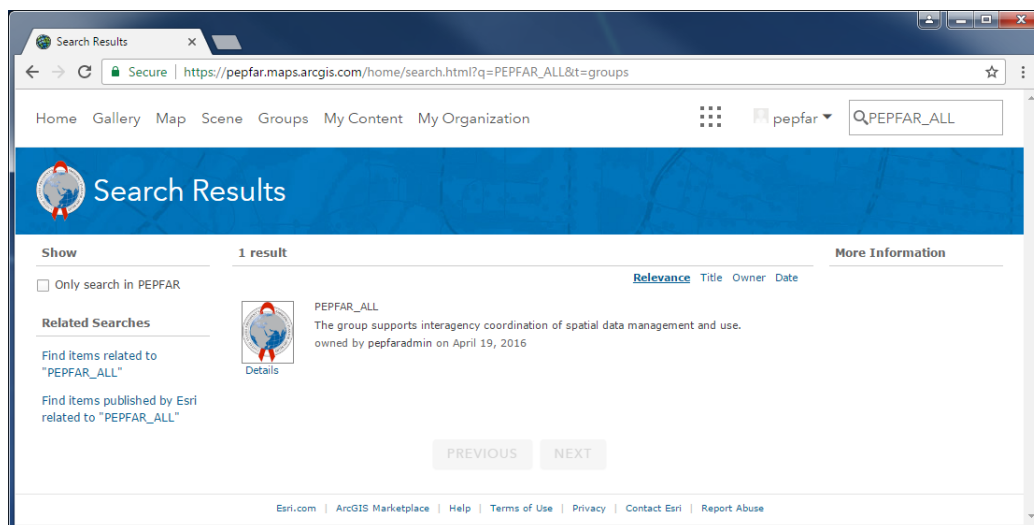 Search Results
Secure | https://pepfar.maps.arcgis.com/home/search.html?q=PEPFAR_ALL&t=groups
Home Gallery Map Scene Groups My Content My Organization pepfar PEPFAR_ALL
Search Results
Show
Only search in PEPFAR
Related Searches
Find items related to
"PEPFAR_ALL"
Find items published by Esri
related to "PEPFAR_ALL"
1 result
Relevance Title Owner Date
PEPFAR_ALL
The group supports interagency coordination of spatial data management and use.
owned by pepfaradmin on April 19, 2016
Details
PREVIOUS NEXT
More Information
Esri.com | ArcGIS Marketplace | Help | Terms of Use | Privacy | Contact Esri | Report Abuse